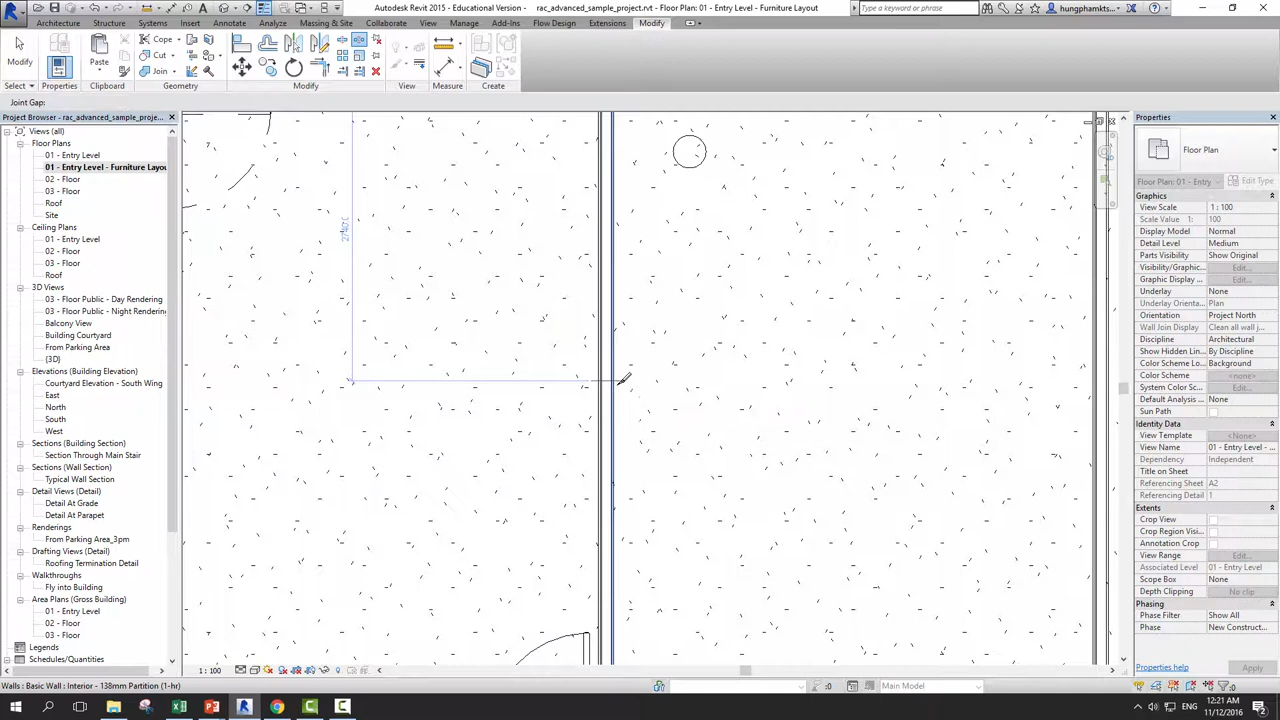 Autodesk Revit 2015 - Educational Version - rac_advanced_sample_project.rvt - Floor Plan: 01 - Entry Level - Furniture Layout
Type a keyword or phrase
hungphamkts...
Architecture Structure Systems Insert Annotate Analyze Massing & Site Collaborate View Manage Add-Ins Flow Design Extensions Modify
Modify
Paste
Cope
Cut
Join
Select Properties Clipboard Geometry Modify View Measure Create
Joint Gap:
Project Browser - rac_advanced_sample_proje...
Views (all)
Floor Plans
01 - Entry Level
01 - Entry Level - Furniture Layou
02 - Floor
03 - Floor
Roof
Site
Ceiling Plans
01 - Entry Level
02 - Floor
03 - Floor
Roof
3D Views
03 - Floor Public - Day Rendering
03 - Floor Public - Night Rendering
Balcony View
Building Courtyard
From Parking Area
{3D}
Elevations (Building Elevation)
Courtyard Elevation - South Wing
East
North
South
West
Sections (Building Section)
Section Through Main Stair
Sections (Wall Section)
Typical Wall Section
Detail Views (Detail)
Detail At Grade
Detail At Parapet
Renderings
From Parking Area_3pm
Drafting Views (Detail)
Roofing Termination Detail
Walkthroughs
Fly into Building
Area Plans (Gross Building)
01 - Entry Level
02 - Floor
03 - Floor
Legends
Schedules/Quantities
Properties
Floor Plan
Floor Plan: 01 - Entry
Edit Type
Graphics
View Scale 1 : 100
Scale Value 1: 100
Display Model Normal
Detail Level Medium
Parts Visibility Show Original
Visibility/Graphic... Edit...
Graphic Display ... Edit...
Underlay None
Underlay Orienta... Plan
Orientation Project North
Wall Join Display Clean all wall j...
Discipline Architectural
Show Hidden Lin... By Discipline
Color Scheme Lo... Background
Color Scheme <none>
System Color Sc... Edit...
Default Analysis ... None
Sun Path
Identity Data
View Template <None>
View Name 01 - Entry Level - ...
Dependency Independent
Title on Sheet
Referencing Sheet A2
Referencing Detail 1
Extents
Crop View
Crop Region Visi...
Annotation Crop
View Range Edit...
Associated Level 01 - Entry Level
Scope Box None
Depth Clipping No clip
Phasing
Phase Filter Show All
Phase New Construct...
Properties help Apply
1 : 100
Walls : Basic Wall : Interior - 138mm Partition (1-hr)
:0
Main Model
:0
ENG
12:21 AM
11/12/2016